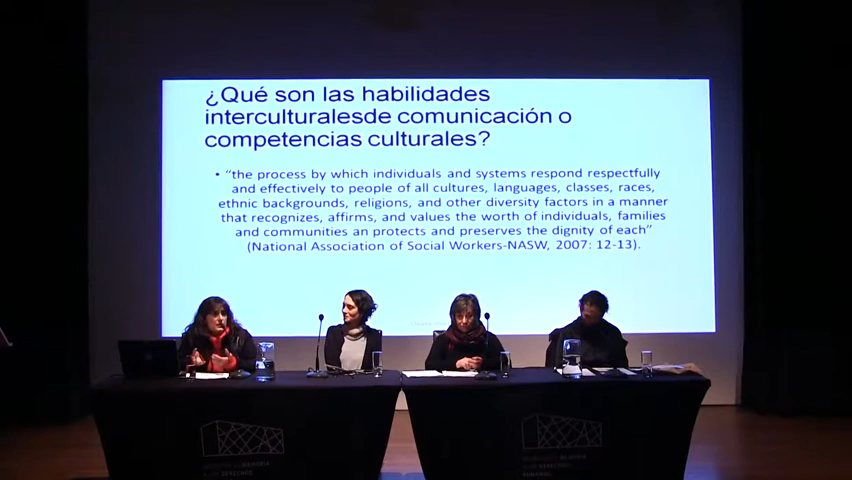 ¿Qué son las habilidades
interculturalesde comunicación o
competencias culturales?
• “the process by which individuals and systems respond respectfully
and effectively to people of all cultures, languages, classes, races,
ethnic backgrounds, religions, and other diversity factors in a manner
that recognizes, affirms, and values the worth of individuals, families
and communities an protects and preserves the dignity of each”
(National Association of Social Workers-NASW, 2007: 12-13).